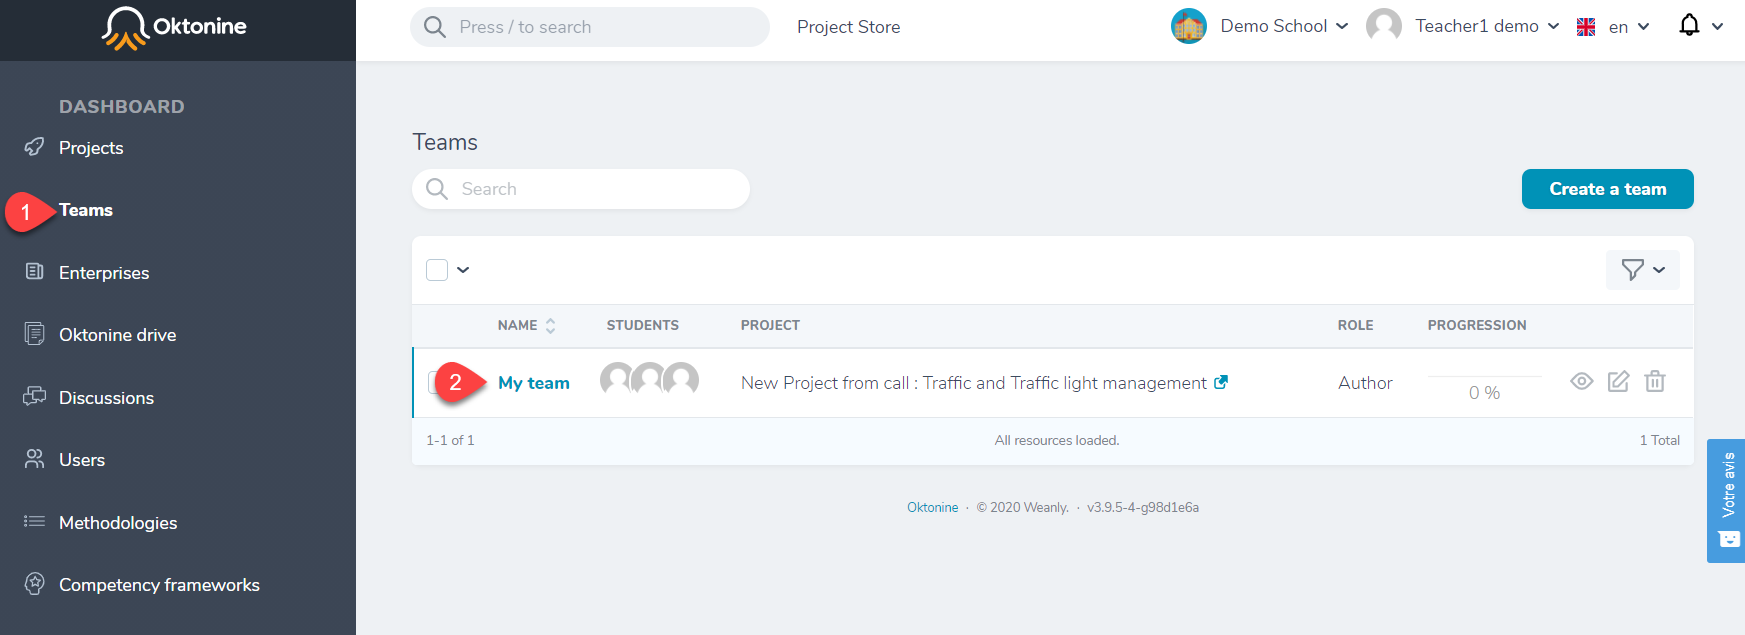 Oktonine
Press / to search
Project Store
Demo School
Teacher1 demo
en
DASHBOARD
Projects
1
Teams
Enterprises
Oktonine drive
Discussions
Users
Methodologies
Competency frameworks
Teams
Search
Create a team
NAME STUDENTS PROJECT ROLE PROGRESSION
2 My team New Project from call : Traffic and Traffic light management Author 0 %
1-1 of 1 All resources loaded. 1 Total
Oktonine · © 2020 Weanly. · v3.9.5-4-g98d1e6a
Votre avis